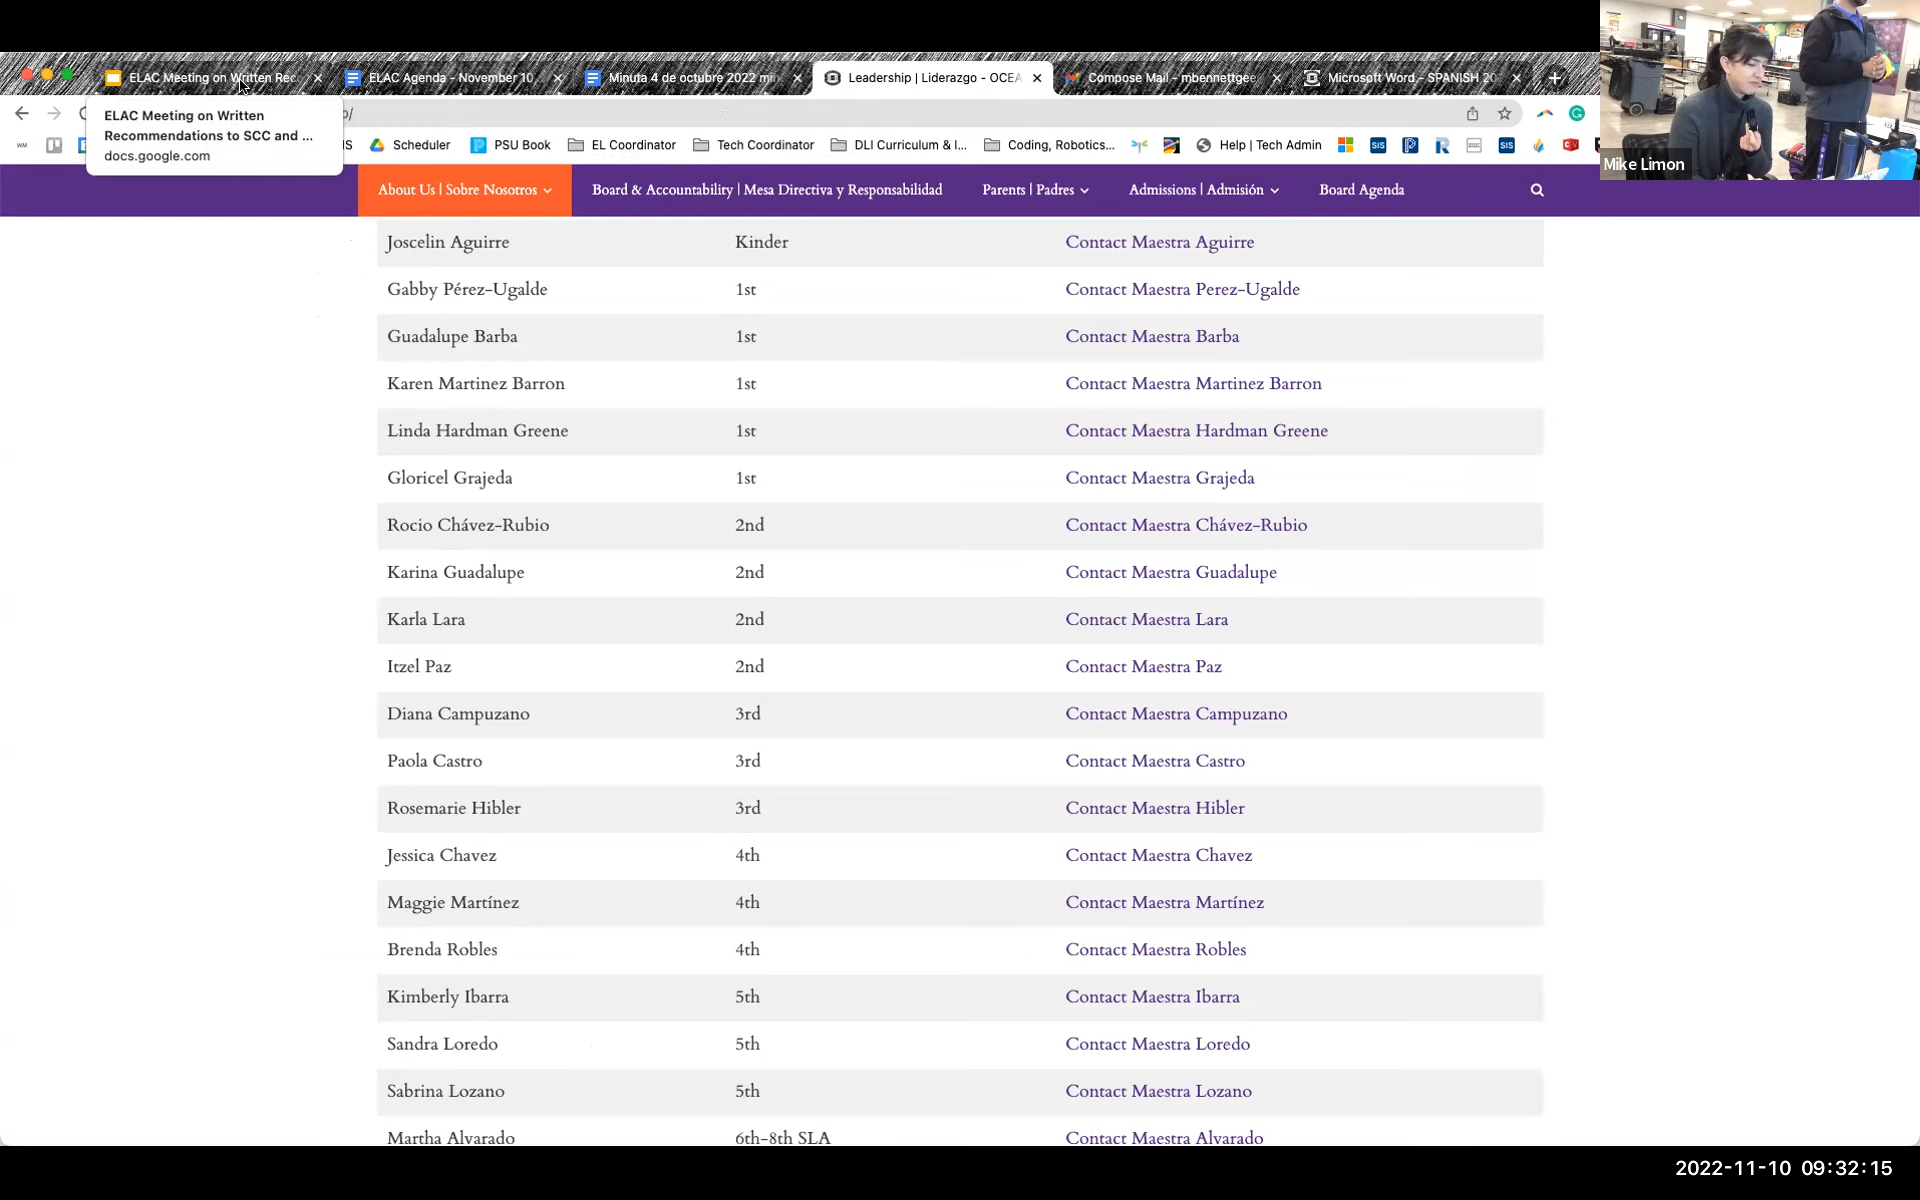 ELAC Meeting on Written Rec
ELAC Agenda - November 10
Minuta 4 de octubre 2022 min
Leadership | Liderazgo - OCEA
Compose Mail - mbennettgee
Microsoft Word - SPANISH 20
ELAC Meeting on Written
Recommendations to SCC and ...
docs.google.com
Scheduler
PSU Book
EL Coordinator
Tech Coordinator
DLI Curriculum & I...
Coding, Robotics...
Help | Tech Admin
Mike Limon
About Us | Sobre Nosotros
Board & Accountability | Mesa Directiva y Responsabilidad
Parents | Padres
Admissions | Admisión
Board Agenda
Joscelin Aguirre Kinder Contact Maestra Aguirre
Gabby Pérez-Ugalde 1st Contact Maestra Perez-Ugalde
Guadalupe Barba 1st Contact Maestra Barba
Karen Martinez Barron 1st Contact Maestra Martinez Barron
Linda Hardman Greene 1st Contact Maestra Hardman Greene
Gloricel Grajeda 1st Contact Maestra Grajeda
Rocio Chávez-Rubio 2nd Contact Maestra Chávez-Rubio
Karina Guadalupe 2nd Contact Maestra Guadalupe
Karla Lara 2nd Contact Maestra Lara
Itzel Paz 2nd Contact Maestra Paz
Diana Campuzano 3rd Contact Maestra Campuzano
Paola Castro 3rd Contact Maestra Castro
Rosemarie Hibler 3rd Contact Maestra Hibler
Jessica Chavez 4th Contact Maestra Chavez
Maggie Martínez 4th Contact Maestra Martínez
Brenda Robles 4th Contact Maestra Robles
Kimberly Ibarra 5th Contact Maestra Ibarra
Sandra Loredo 5th Contact Maestra Loredo
Sabrina Lozano 5th Contact Maestra Lozano
Martha Alvarado 6th-8th SLA Contact Maestra Alvarado
2022-11-10 09:32:15